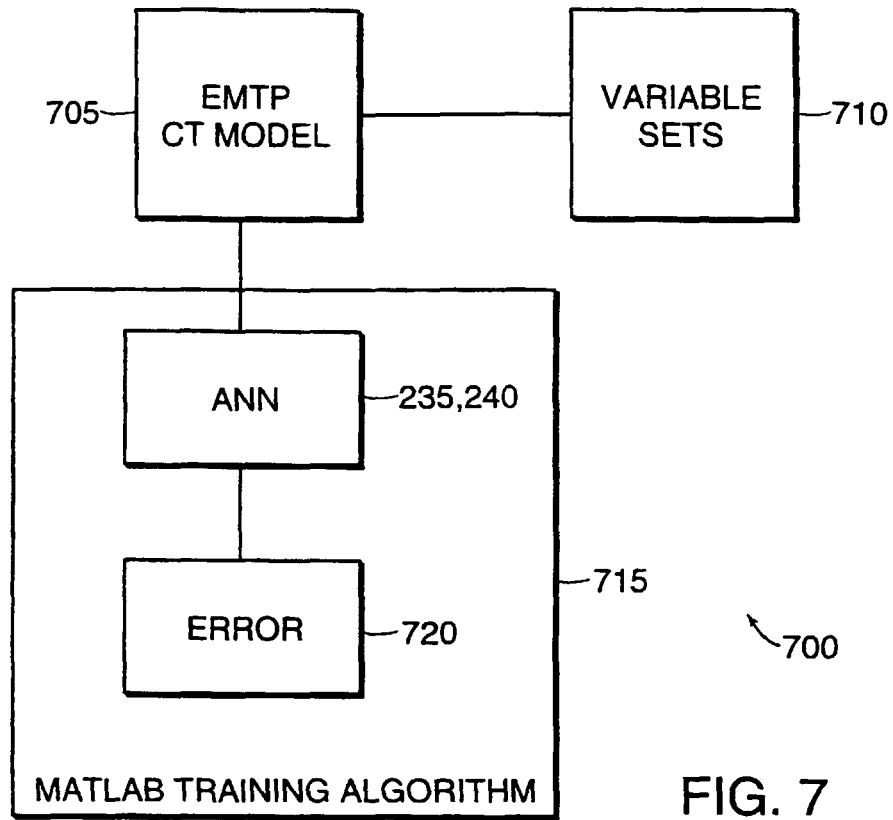 705
EMTP
CT MODEL
VARIABLE
SETS
710
ANN
235,240
ERROR
720
715
700
MATLAB TRAINING ALGORITHM
FIG. 7